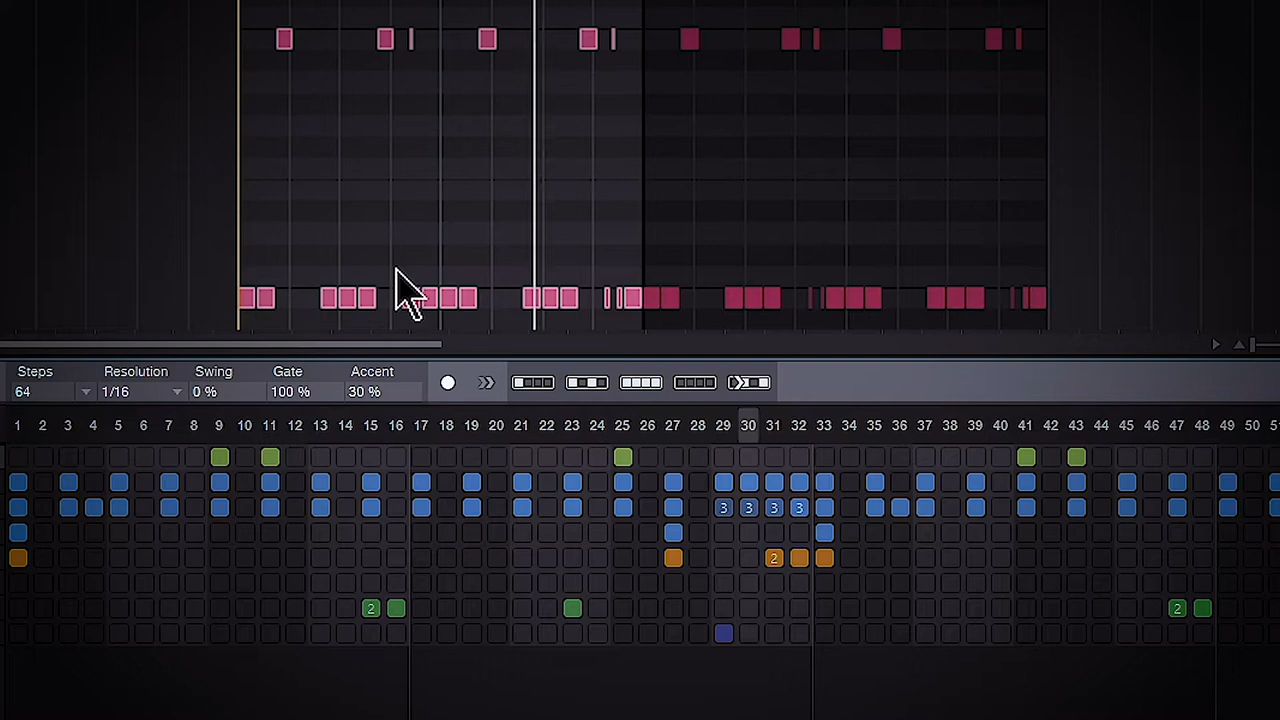 Steps Resolution Swing Gate Accent
64 1/16 0 % 100 % 30 %
1 2 3 4 5 6 7 8 9 10 11 12 13 14 15 16 17 18 19 20 21 22 23 24 25 26 27 28 29 30 31 32 33 34 35 36 37 38 39 40 41 42 43 44 45 46 47 48 49 50
3 3 3 3
2
2 2